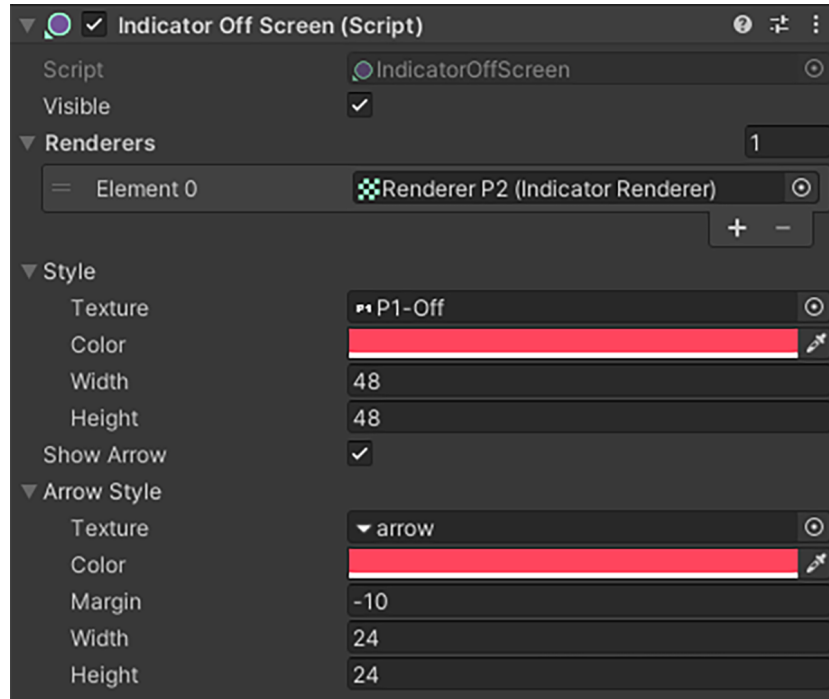 Indicator Off Screen (Script)
Script IndicatorOffScreen
Visible
Renderers 1
Element 0 Renderer P2 (Indicator Renderer)
+ −
Style
Texture P1 P1-Off
Color
Width 48
Height 48
Show Arrow
Arrow Style
Texture arrow
Color
Margin -10
Width 24
Height 24